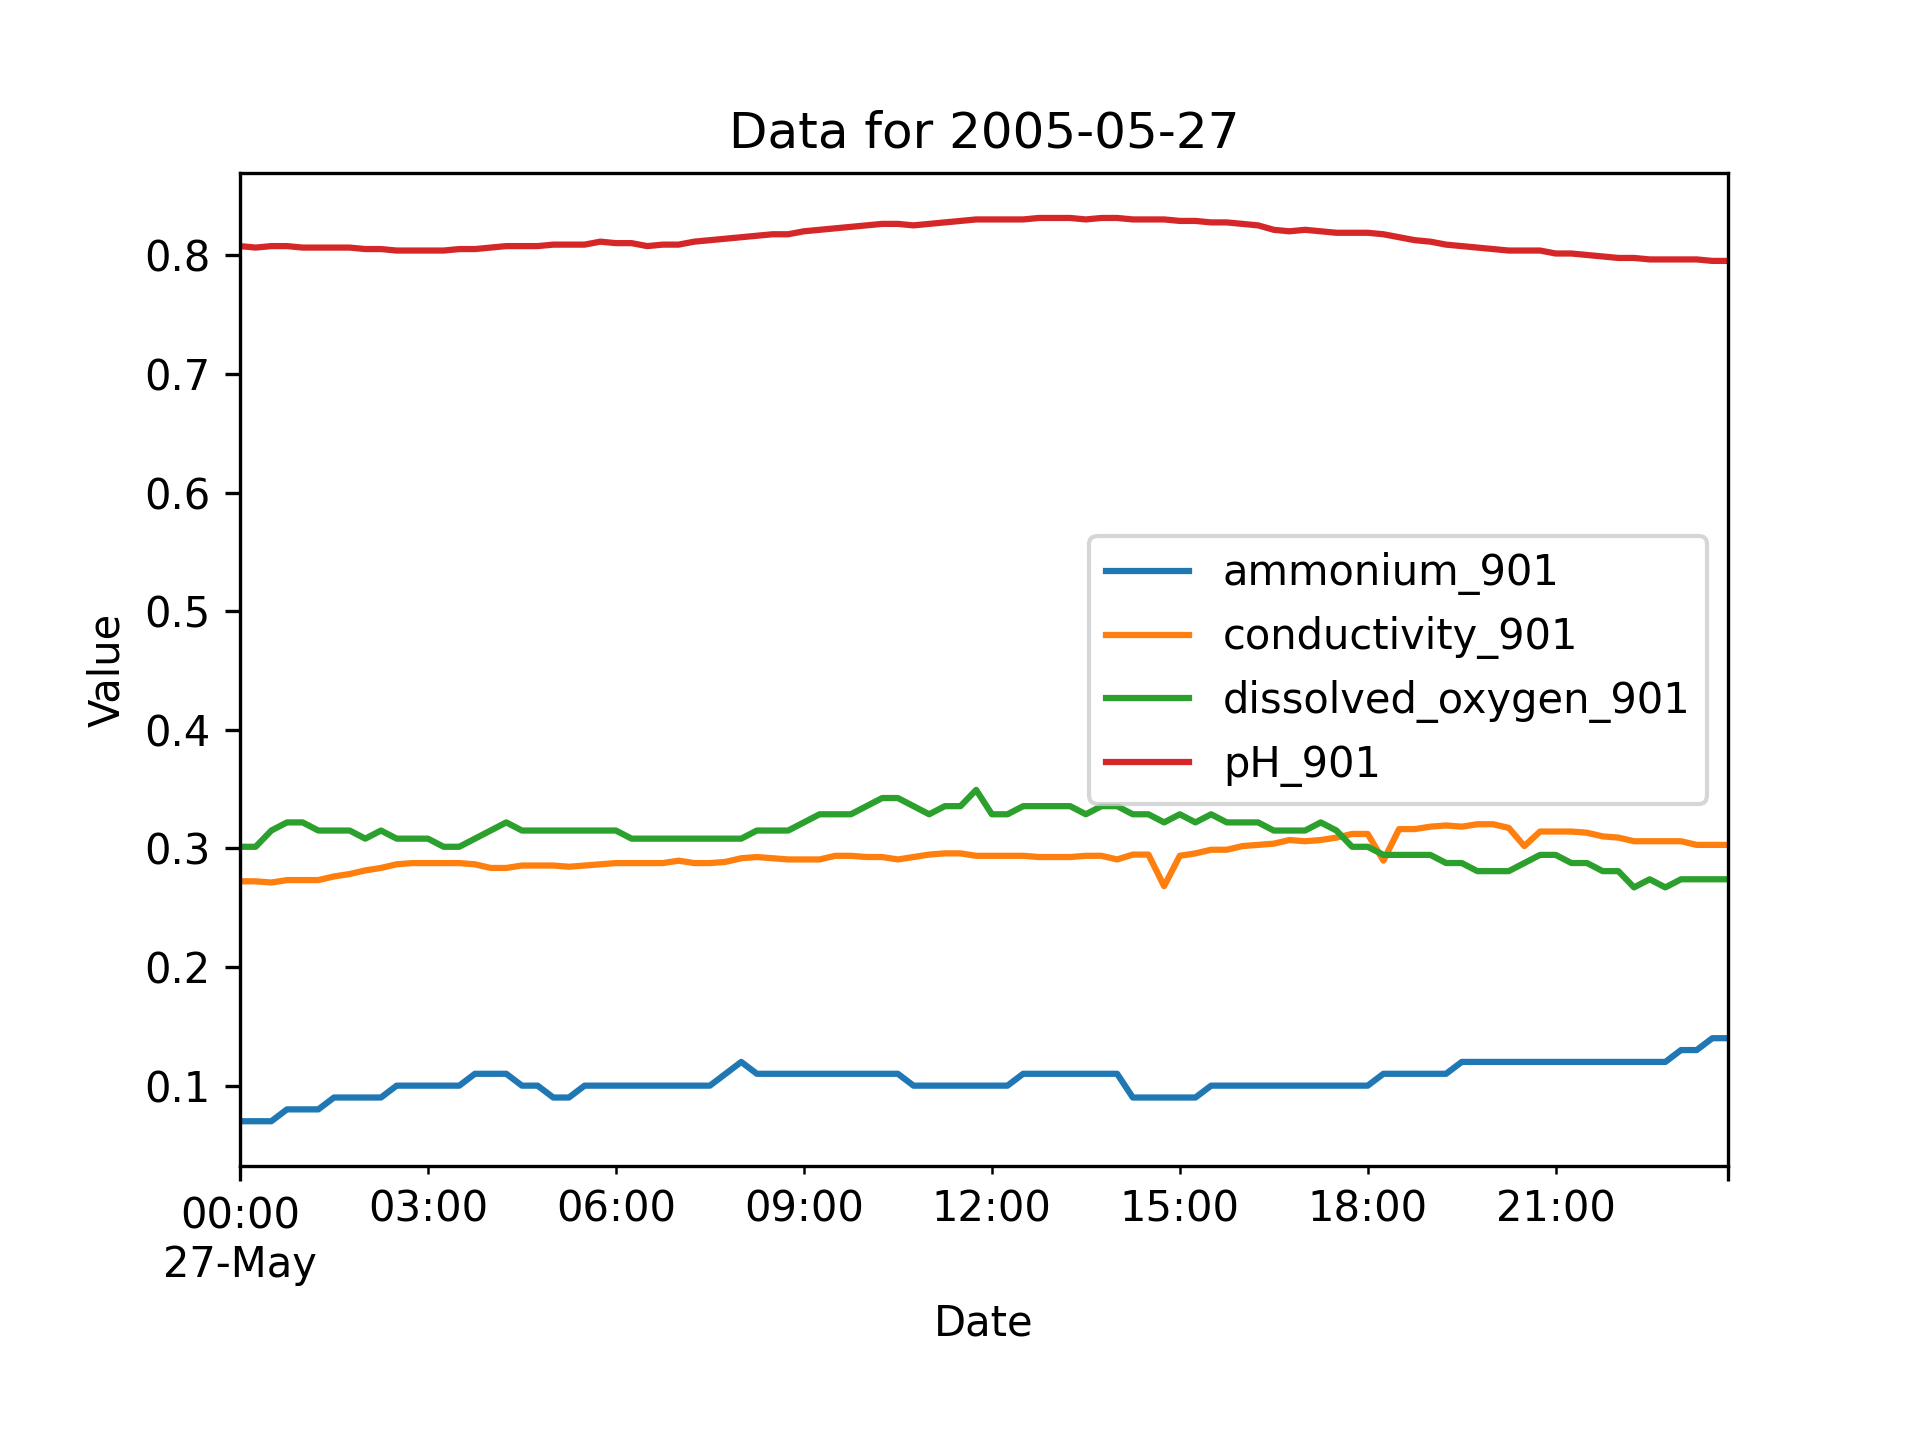 Data for 2005-05-27
Value
0.8
0.7
0.6
0.5
0.4
0.3
0.2
0.1
ammonium_901
conductivity_901
dissolved_oxygen_901
pH_901
00:00 03:00 06:00 09:00 12:00 15:00 18:00 21:00
27-May
Date